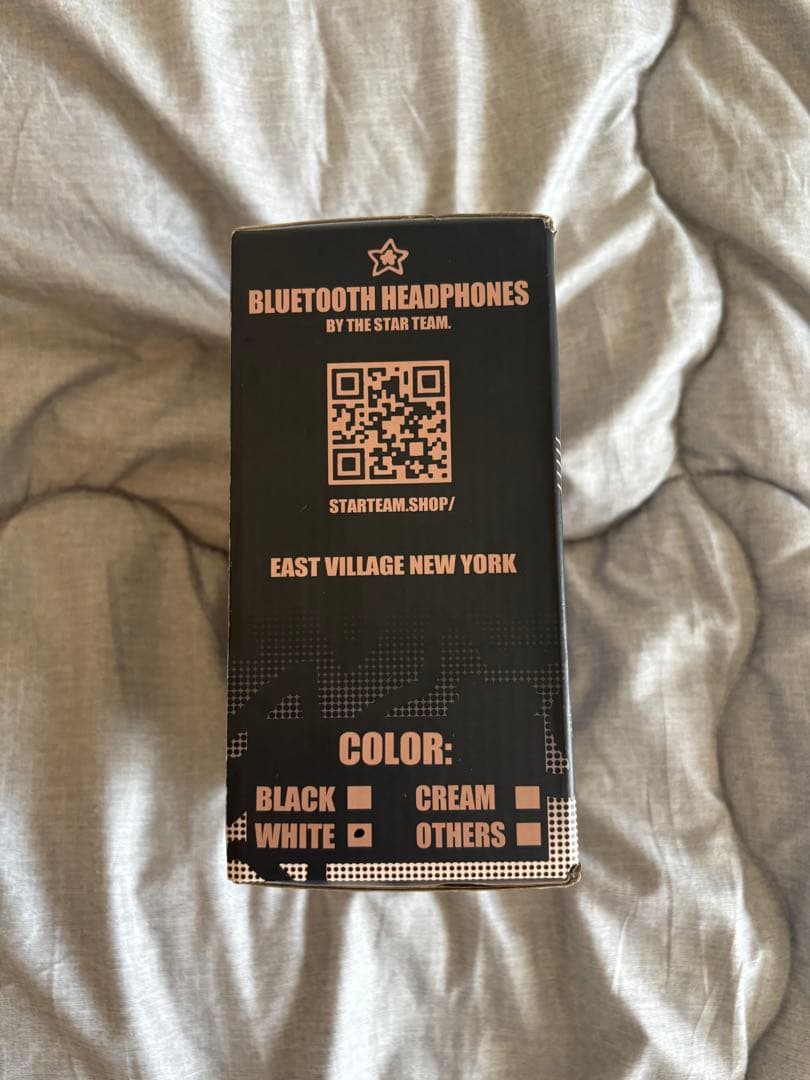 BLUETOOTH HEADPHONES
BY THE STAR TEAM.
STARTEAM.SHOP/
EAST VILLAGE NEW YORK
COLOR:
BLACK CREAM
WHITE OTHERS